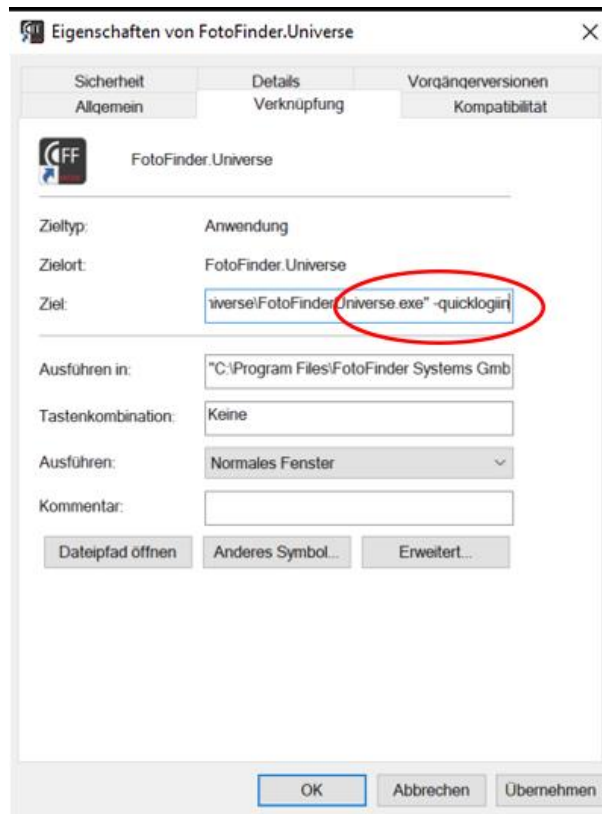 Eigenschaften von FotoFinder.Universe
Sicherheit Details Vorgängerversionen
Allgemein Verknüpfung Kompatibilität
FF
FotoFinder.Universe
Zieltyp: Anwendung
Zielort: FotoFinder.Universe
Ziel: iverse\FotoFinder.Universe.exe" -quicklogiin
Ausführen in: "C:\Program Files\FotoFinder Systems Gmb
Tastenkombination: Keine
Ausführen: Normales Fenster
Kommentar:
Dateipfad öffnen Anderes Symbol... Erweitert...
OK Abbrechen Übernehmen